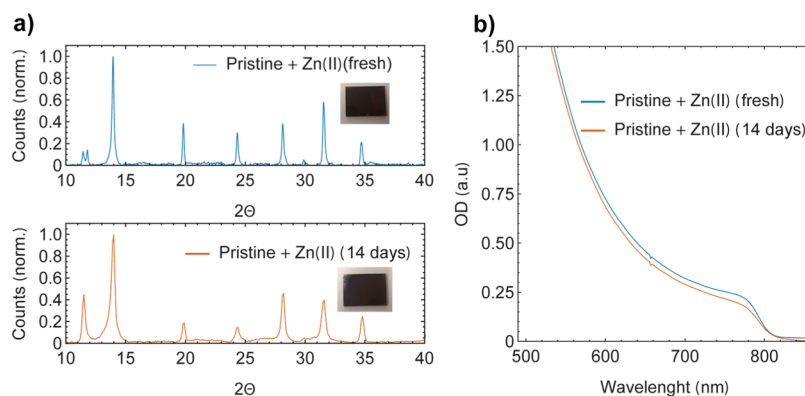 a)
Counts (norm.)
1.0
0.8
0.6
0.4
0.2
0
Pristine + Zn(II)(fresh)
10 15 20 25 30 35 40
2Θ
Counts (norm.)
1.0
0.8
0.6
0.4
0.2
0
Pristine + Zn(II) (14 days)
10 15 20 25 30 35 40
2Θ
b)
OD (a.u)
1.50
1.25
1.00
0.75
0.50
0.25
0
Pristine + Zn(II) (fresh)
Pristine + Zn(II) (14 days)
500 600 700 800
Wavelenght (nm)